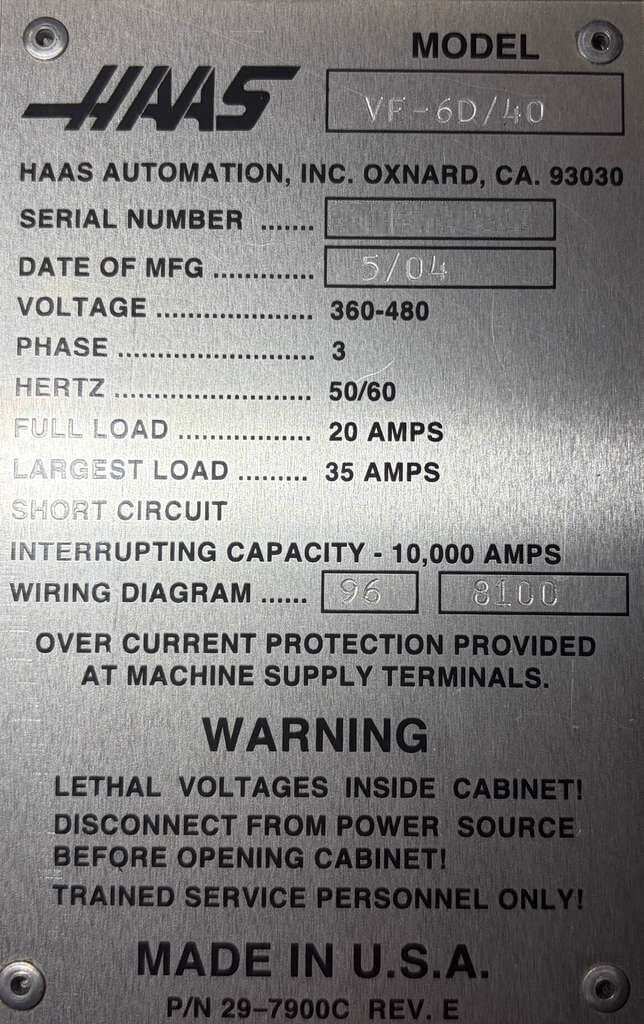 MODEL
HAAS VF-6D/40
HAAS AUTOMATION, INC. OXNARD, CA. 93030
SERIAL NUMBER .......
DATE OF MFG ............. 5/04
VOLTAGE .................... 360-480
PHASE ......................... 3
HERTZ ......................... 50/60
FULL LOAD ................. 20 AMPS
LARGEST LOAD ......... 35 AMPS
SHORT CIRCUIT
INTERRUPTING CAPACITY - 10,000 AMPS
WIRING DIAGRAM ...... 96 8100
OVER CURRENT PROTECTION PROVIDED
AT MACHINE SUPPLY TERMINALS.
WARNING
LETHAL VOLTAGES INSIDE CABINET!
DISCONNECT FROM POWER SOURCE
BEFORE OPENING CABINET!
TRAINED SERVICE PERSONNEL ONLY!
MADE IN U.S.A.
P/N 29-7900C REV. E